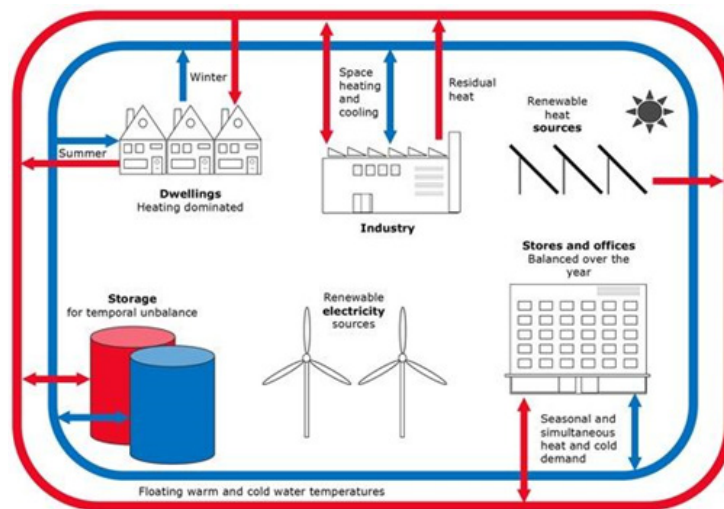 Winter
Summer
Dwellings
Heating dominated
Space
heating
and
cooling
Residual
heat
Industry
Renewable
heat
sources
Stores and offices
Balanced over the
year
Storage
for temporal unbalance
Renewable
electricity
sources
Seasonal and
simultaneous
heat and cold
demand
Floating warm and cold water temperatures